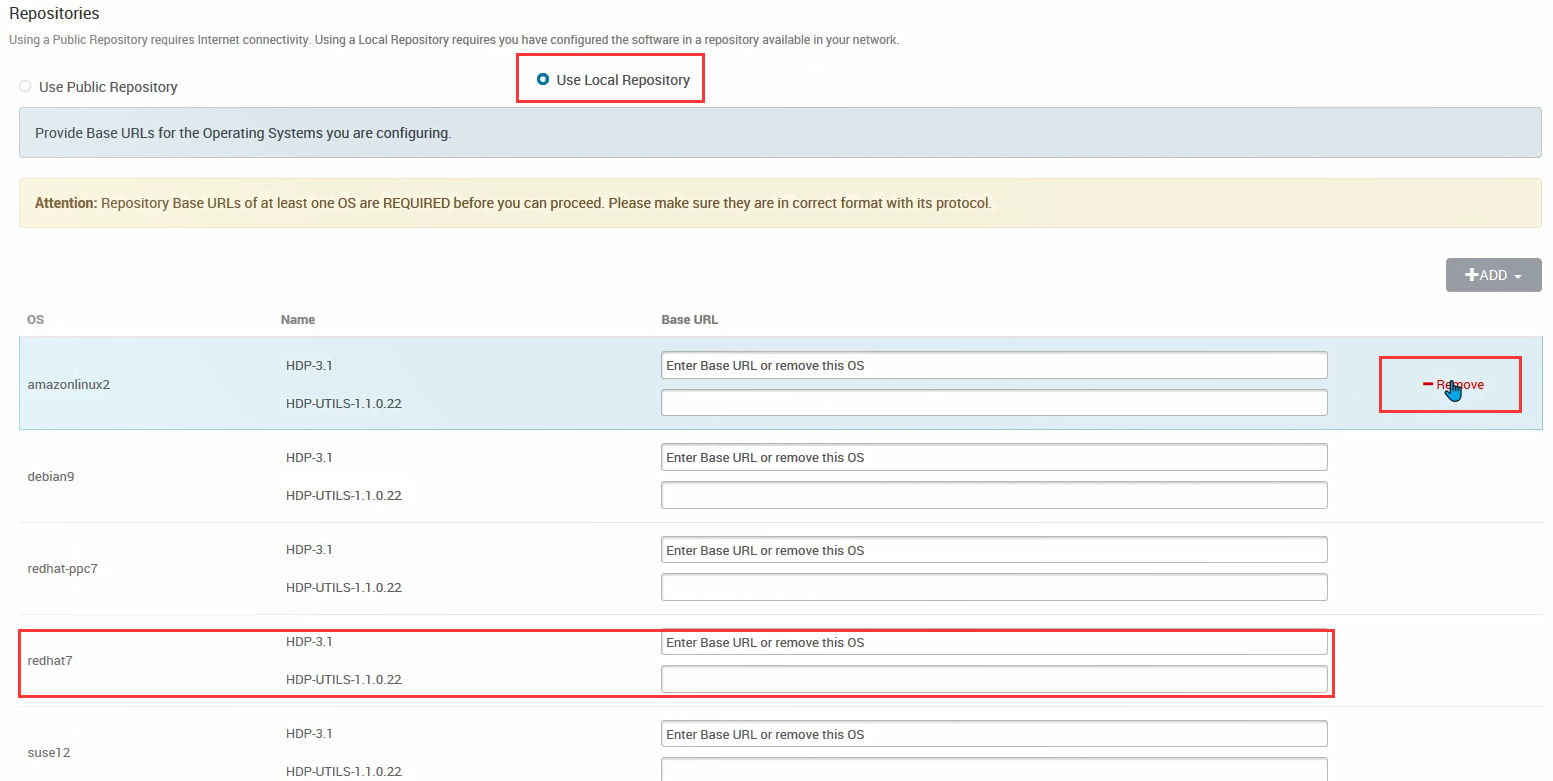 Repositories
Using a Public Repository requires Internet connectivity. Using a Local Repository requires you have configured the software in a repository available in your network.
Use Public Repository
Use Local Repository
Provide Base URLs for the Operating Systems you are configuring.
Attention: Repository Base URLs of at least one OS are REQUIRED before you can proceed. Please make sure they are in correct format with its protocol.
ADD
OS Name Base URL
HDP-3.1 Enter Base URL or remove this OS
amazonlinux2 Remove
HDP-UTILS-1.1.0.22
HDP-3.1 Enter Base URL or remove this OS
debian9
HDP-UTILS-1.1.0.22
HDP-3.1 Enter Base URL or remove this OS
redhat-ppc7
HDP-UTILS-1.1.0.22
HDP-3.1 Enter Base URL or remove this OS
redhat7
HDP-UTILS-1.1.0.22
HDP-3.1 Enter Base URL or remove this OS
suse12
HDP-UTILS-1.1.0.22